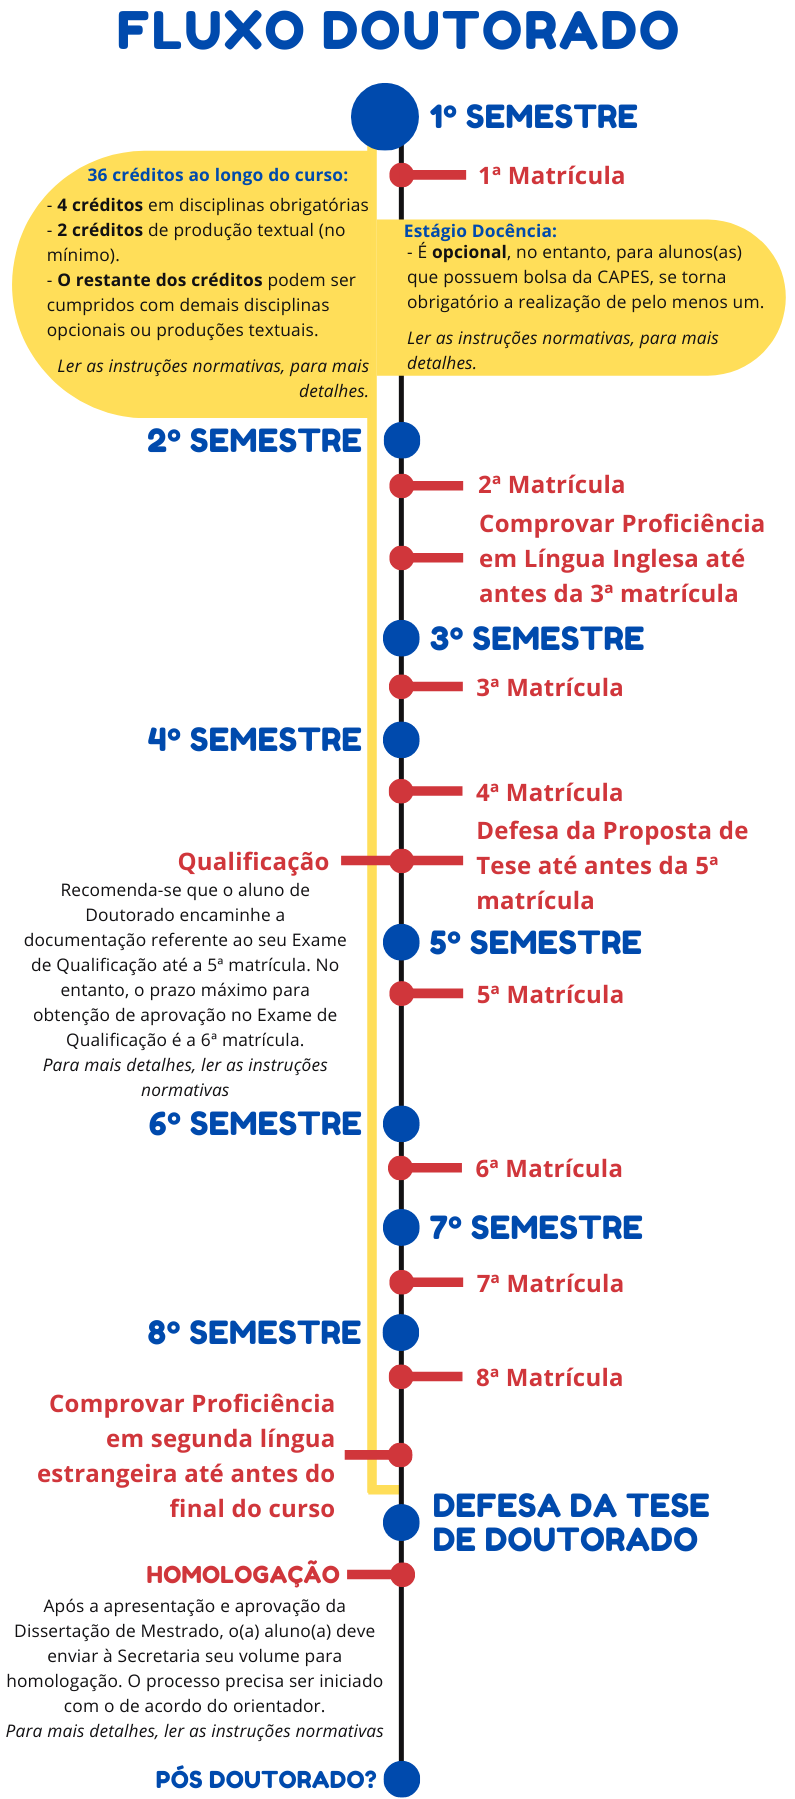 FLUXO DOUTORADO
1º SEMESTRE
1ª Matrícula
36 créditos ao longo do curso:
- 4 créditos em disciplinas obrigatórias
- 2 créditos de produção textual (no
mínimo).
- O restante dos créditos podem ser
cumpridos com demais disciplinas
opcionais ou produções textuais.
Ler as instruções normativas, para mais
detalhes.
Estágio Docência:
- É opcional, no entanto, para alunos(as)
que possuem bolsa da CAPES, se torna
obrigatório a realização de pelo menos um.
Ler as instruções normativas, para mais
detalhes.
2º SEMESTRE
2ª Matrícula
Comprovar Proficiência
em Língua Inglesa até
antes da 3ª matrícula
3º SEMESTRE
3ª Matrícula
4º SEMESTRE
4ª Matrícula
Defesa da Proposta de
Tese até antes da 5ª
matrícula
Qualificação
Recomenda-se que o aluno de
Doutorado encaminhe a
documentação referente ao seu Exame
de Qualificação até a 5ª matrícula. No
entanto, o prazo máximo para
obtenção de aprovação no Exame de
Qualificação é a 6ª matrícula.
Para mais detalhes, ler as instruções
normativas
5º SEMESTRE
5ª Matrícula
6º SEMESTRE
6ª Matrícula
7º SEMESTRE
7ª Matrícula
8º SEMESTRE
8ª Matrícula
Comprovar Proficiência
em segunda língua
estrangeira até antes do
final do curso
DEFESA DA TESE
DE DOUTORADO
HOMOLOGAÇÃO
Após a apresentação e aprovação da
Dissertação de Mestrado, o(a) aluno(a) deve
enviar à Secretaria seu volume para
homologação. O processo precisa ser iniciado
com o de acordo do orientador.
Para mais detalhes, ler as instruções normativas
PÓS DOUTORADO?